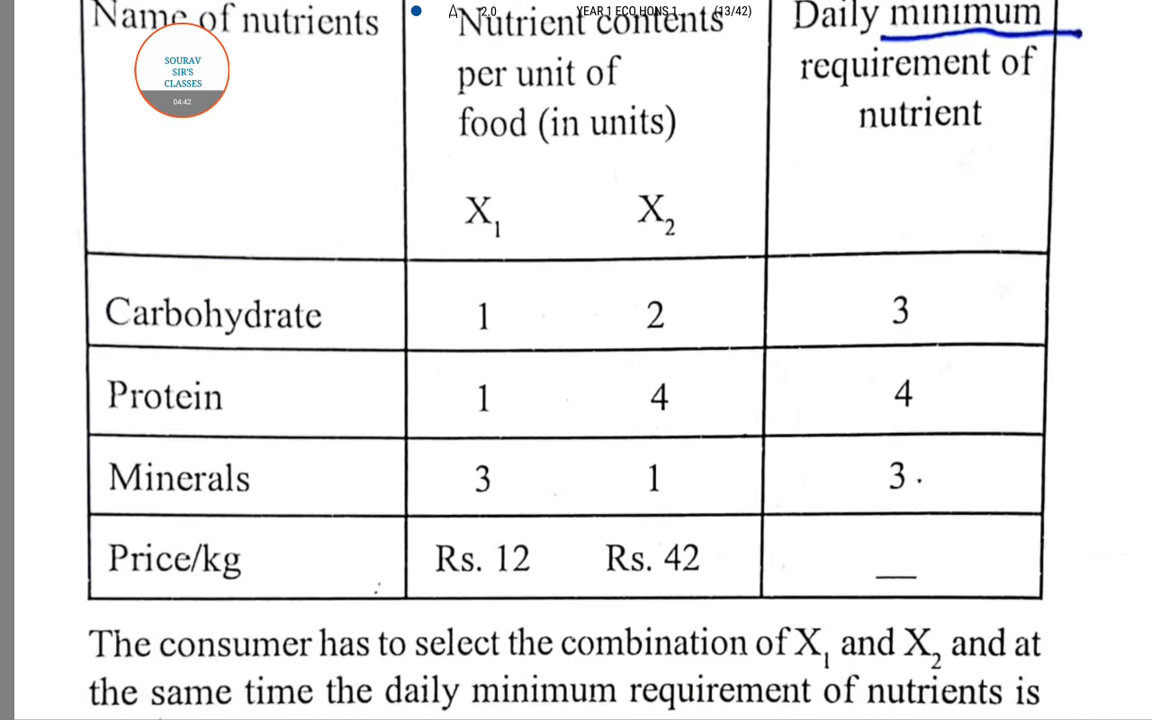 A 2.0 YEAR 1 ECO HONS 1 (13/42)
Name of nutrients Nutrient contents Daily minimum
per unit of requirement of
food (in units) nutrient
SOURAV
SIR'S
CLASSES
04:42
X₁ X₂
Carbohydrate 1 2 3
Protein 1 4 4
Minerals 3 1 3 .
Price/kg Rs. 12 Rs. 42 —
The consumer has to select the combination of X₁ and X₂ and at
the same time the daily minimum requirement of nutrients is